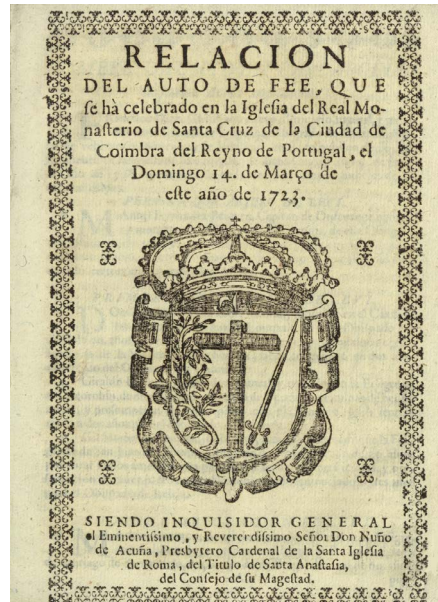 RELACION
DEL AUTO DE FEE, QUE
ſe hà celebrado en la Igleſia del Real Mo-
naſterio de Santa Cruz de la Ciudad de
Coimbra del Reyno de Portugal, el
Domingo 14. de Março de
eſte año de 1723.
SIENDO INQUISIDOR GENERAL
el Eminentiſsimo, y Reverendiſsimo Señor Don Nuño
de Acuña, Presbytero Cardenal de la Santa Igleſia
de Roma, del Titulo de Santa Anaſtaſia,
del Conſejo de ſu Mageſtad.